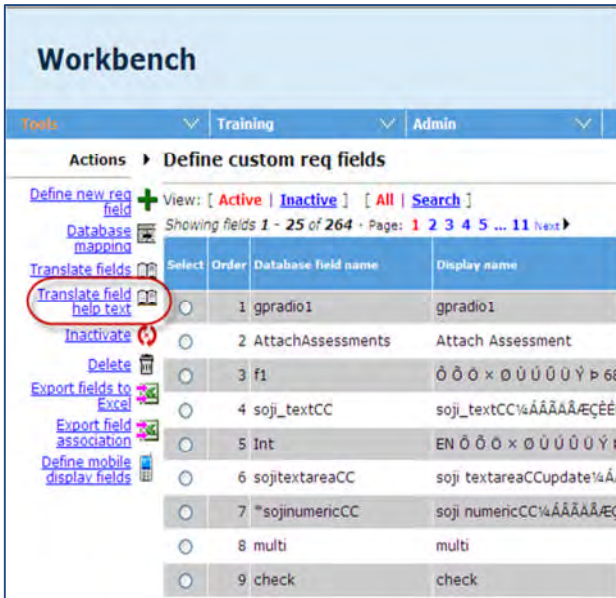 Workbench
Tools Training Admin
Actions Define custom req fields
Define new req
field
Database
mapping
Translate fields
Translate field
help text
Inactivate
Delete
Export fields to
Excel
Export field
association
Define mobile
display fields
View: [ Active | Inactive ] [ All | Search ]
Showing fields 1 - 25 of 264 - Page: 1 2 3 4 5 ... 11 Next
Select Order Database field name Display name
1 gpradio1 gpradio1
2 AttachAssessments Attach Assessment
3 f1 Ô Õ Ö × Ø Ù Ú Û Ü Ý Þ
4 soji_textCC
5 Int EN Ô Õ Ö × Ø Ù Ú Û Ü Ý
6 sojitextareaCC
7 *sojinumericCC
8 multi multi
9 check check